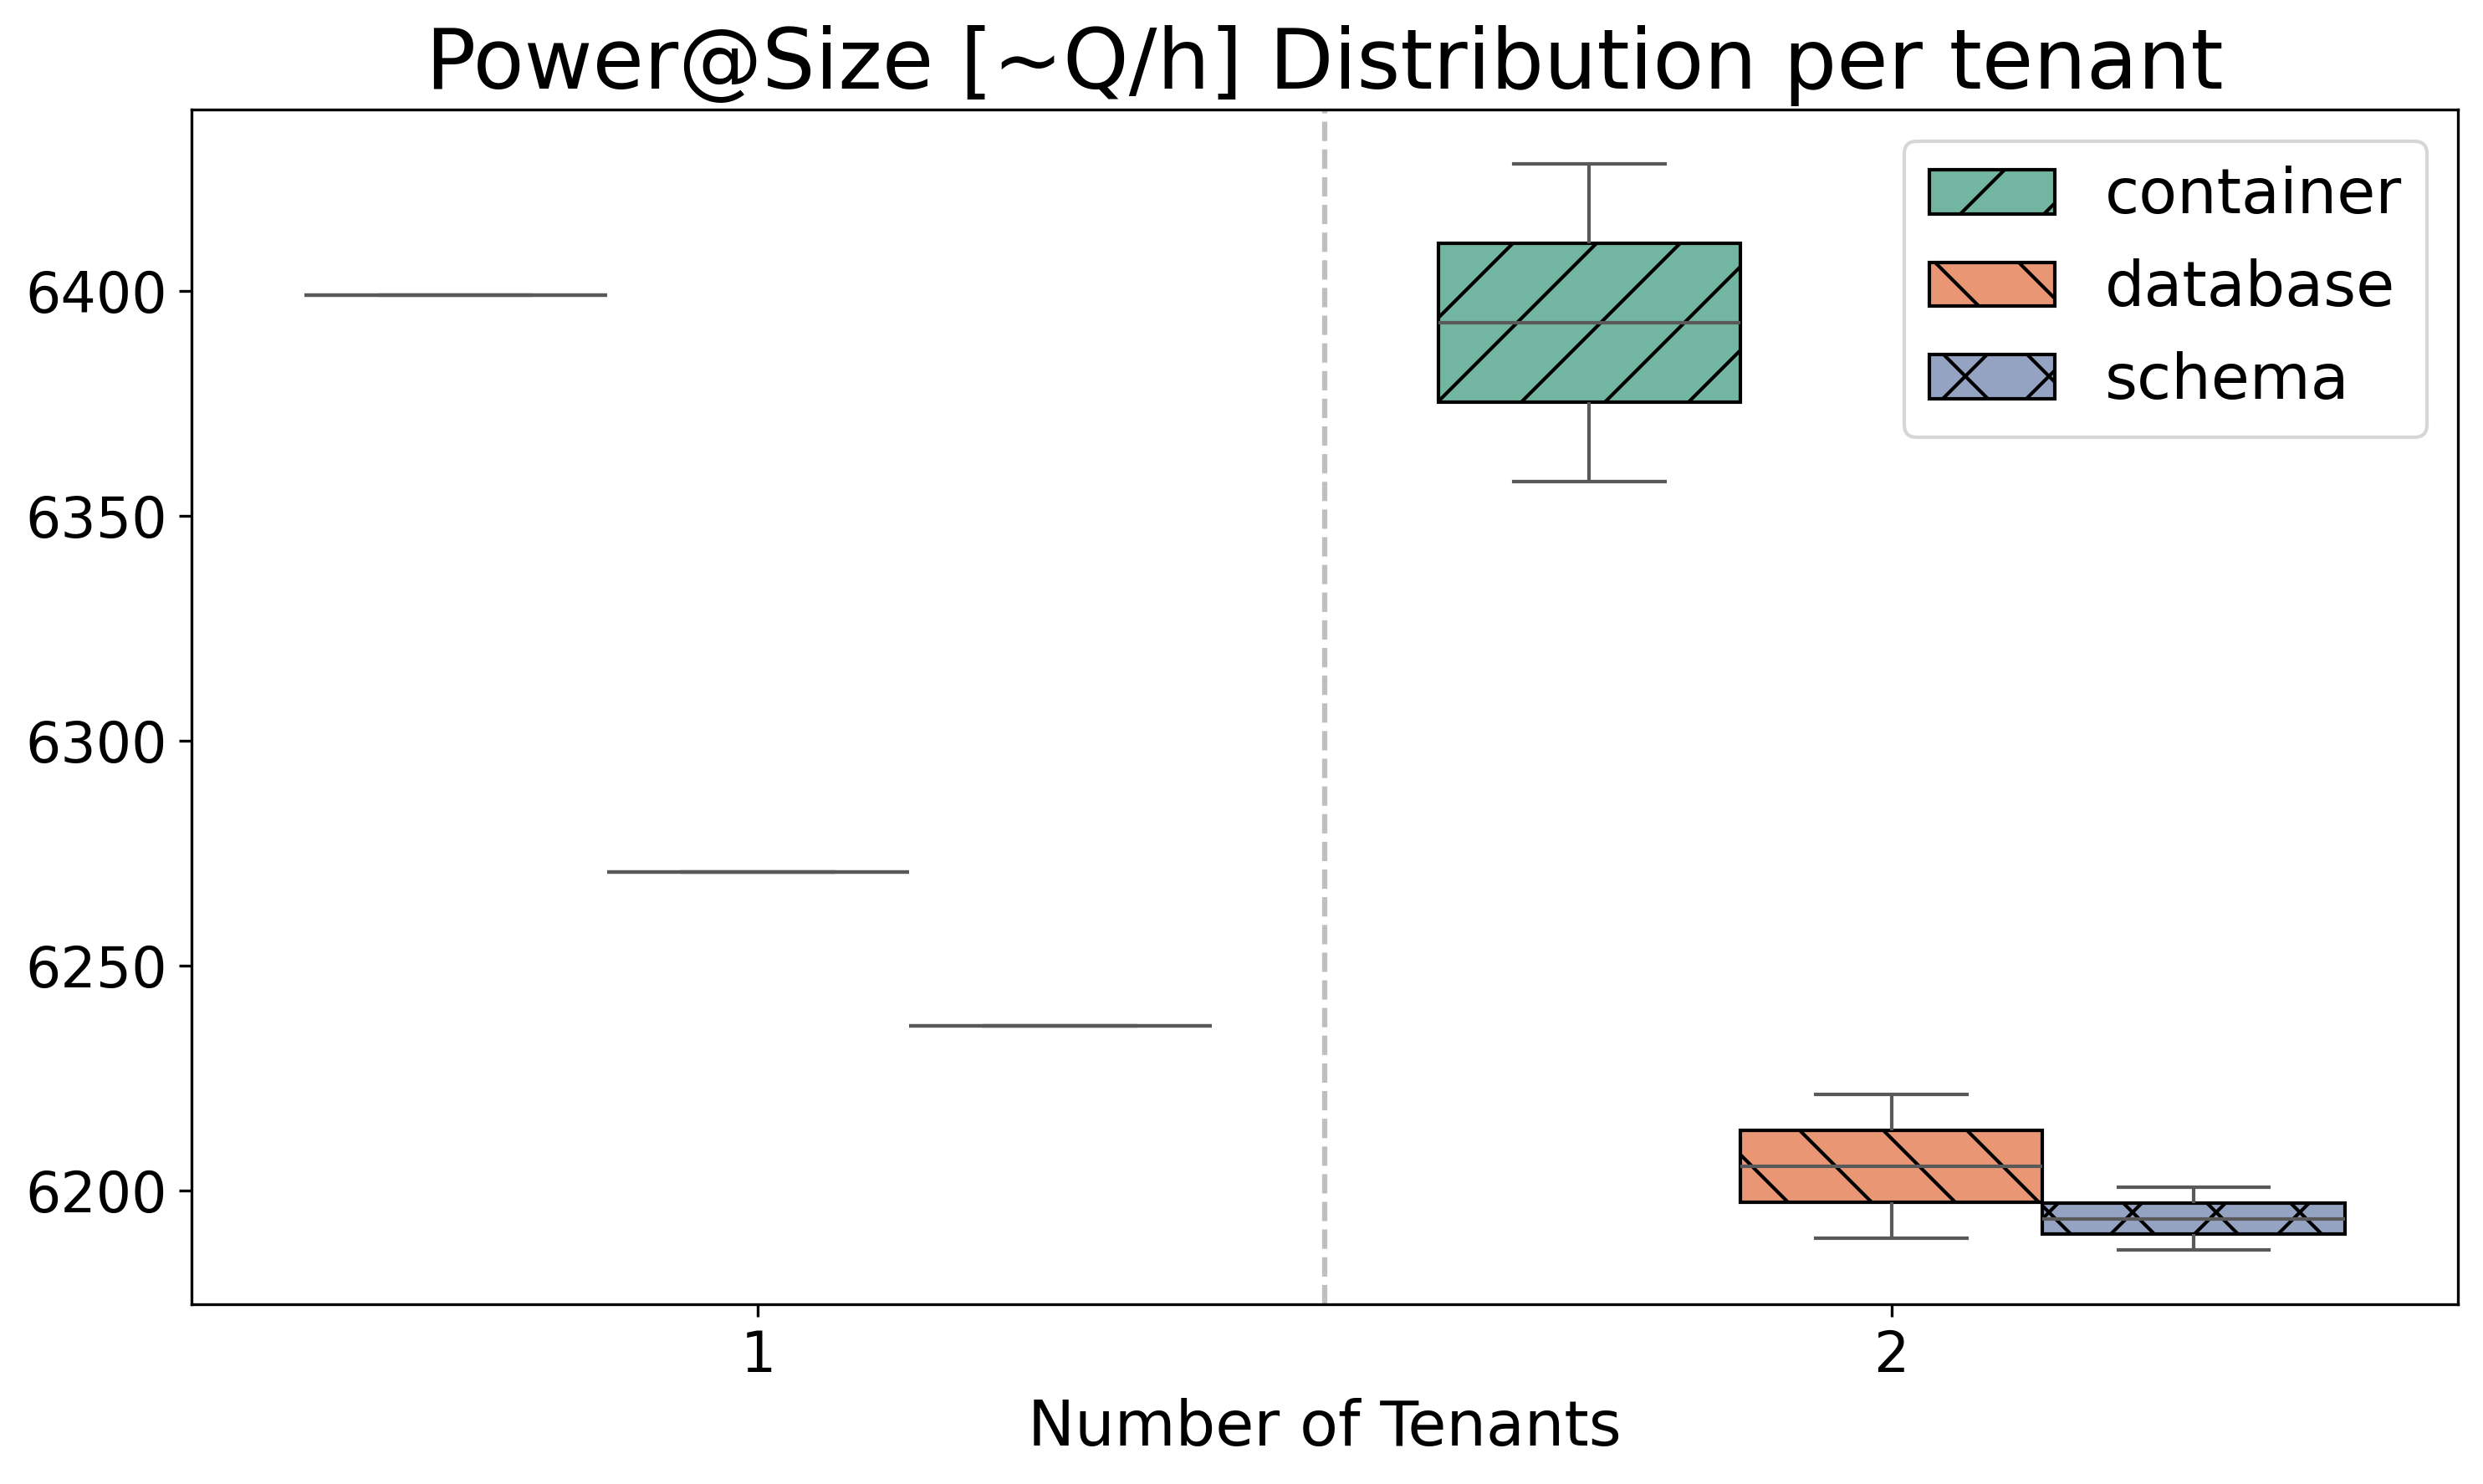 Power@Size [~Q/h] Distribution per tenant
container
database
schema
6400
6350
6300
6250
6200
1
2
Number of Tenants